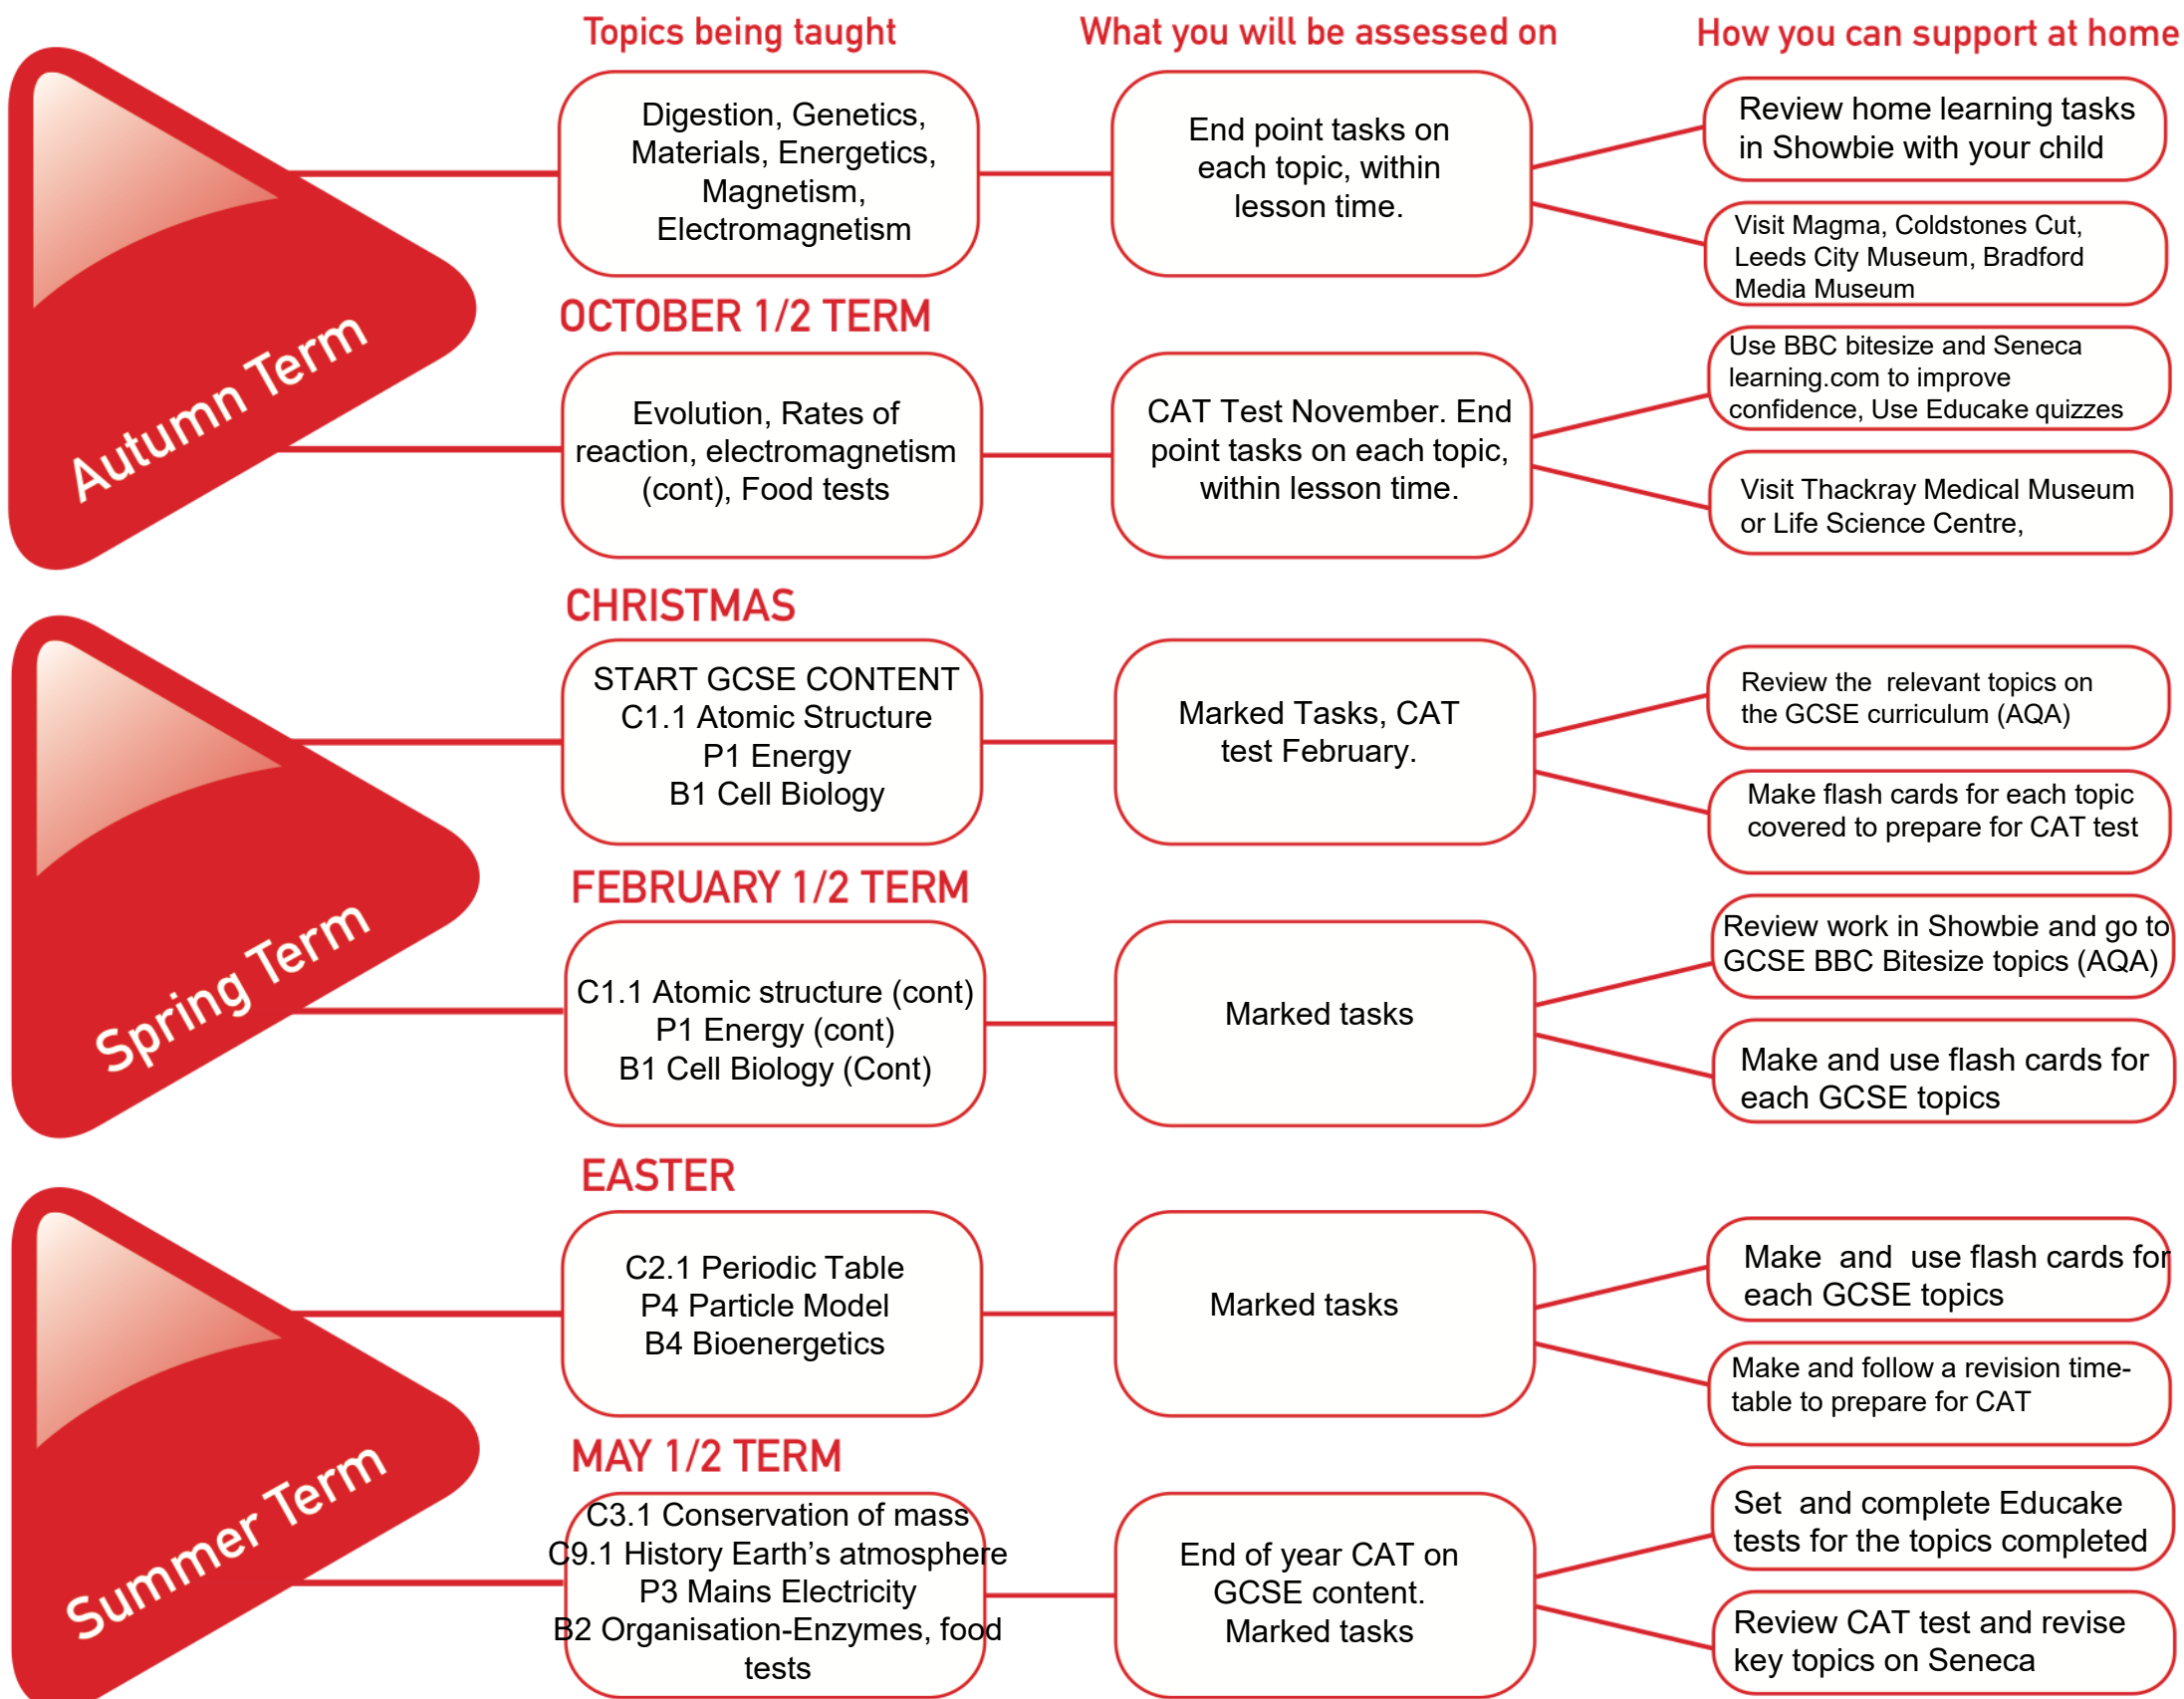 Topics being taught
What you will be assessed on
How you can support at home
Autumn Term
Digestion, Genetics,
Materials, Energetics,
Magnetism,
Electromagnetism
End point tasks on
each topic, within
lesson time.
Review home learning tasks
in Showbie with your child
Visit Magma, Coldstones Cut,
Leeds City Museum, Bradford
Media Museum
OCTOBER 1/2 TERM
Evolution, Rates of
reaction, electromagnetism
(cont), Food tests
CAT Test November. End
point tasks on each topic,
within lesson time.
Use BBC bitesize and Seneca
learning.com to improve
confidence, Use Educake quizzes
Visit Thackray Medical Museum
or Life Science Centre,
CHRISTMAS
Spring Term
START GCSE CONTENT
C1.1 Atomic Structure
P1 Energy
B1 Cell Biology
Marked Tasks, CAT
test February.
Review the  relevant topics on
the GCSE curriculum (AQA)
Make flash cards for each topic
covered to prepare for CAT test
FEBRUARY 1/2 TERM
C1.1 Atomic structure (cont)
P1 Energy (cont)
B1 Cell Biology (Cont)
Marked tasks
Review work in Showbie and go to
GCSE BBC Bitesize topics (AQA)
Make and use flash cards for
each GCSE topics
EASTER
Summer Term
C2.1 Periodic Table
P4 Particle Model
B4 Bioenergetics
Marked tasks
Make  and  use flash cards for
each GCSE topics
Make and follow a revision time-
table to prepare for CAT
MAY 1/2 TERM
C3.1 Conservation of mass
C9.1 History Earth's atmosphere
P3 Mains Electricity
B2 Organisation-Enzymes, food
tests
End of year CAT on
GCSE content.
Marked tasks
Set  and complete Educake
tests for the topics completed
Review CAT test and revise
key topics on Seneca